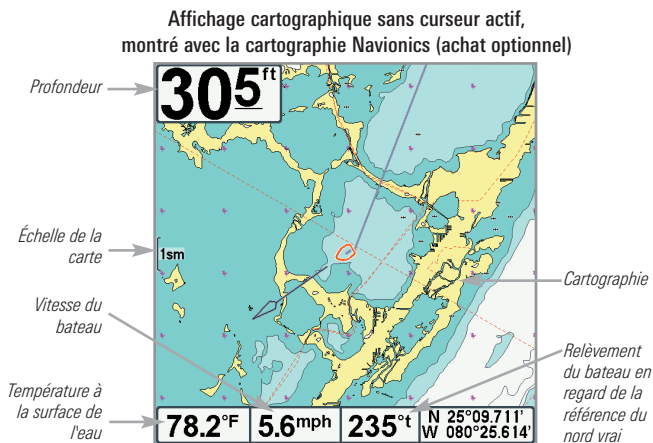 Affichage cartographique sans curseur actif,
montré avec la cartographie Navionics (achat optionnel)
Profondeur
305 ft
Échelle de la
carte
1sm
Vitesse du
bateau
Cartographie
Température à
la surface de
l'eau
Relèvement
du bateau en
regard de la
référence du
nord vrai
78.2°F
5.6mph
235°t
N 25°09.711'
W 080°25.614'